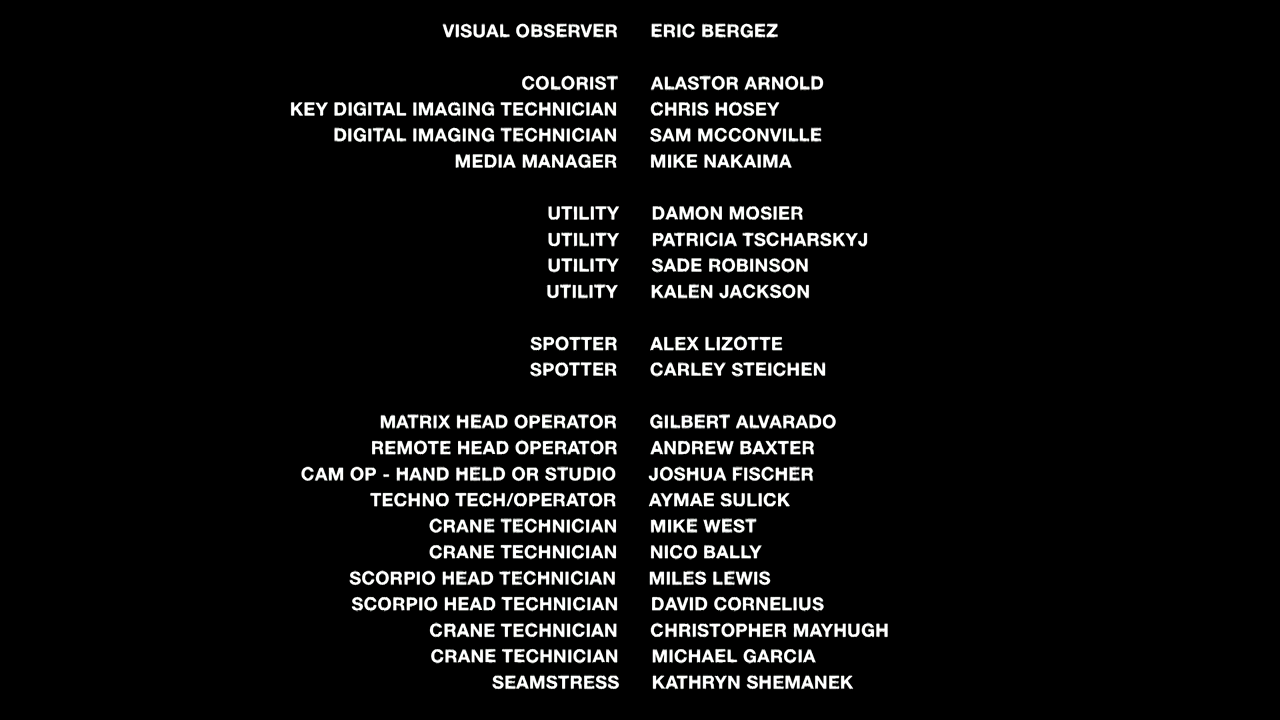 VISUAL OBSERVER ERIC BERGEZ
COLORIST ALASTOR ARNOLD
KEY DIGITAL IMAGING TECHNICIAN CHRIS HOSEY
DIGITAL IMAGING TECHNICIAN SAM MCCONVILLE
MEDIA MANAGER MIKE NAKAIMA
UTILITY DAMON MOSIER
UTILITY PATRICIA TSCHARSKYJ
UTILITY SADE ROBINSON
UTILITY KALEN JACKSON
SPOTTER ALEX LIZOTTE
SPOTTER CARLEY STEICHEN
MATRIX HEAD OPERATOR GILBERT ALVARADO
REMOTE HEAD OPERATOR ANDREW BAXTER
CAM OP - HAND HELD OR STUDIO JOSHUA FISCHER
TECHNO TECH/OPERATOR AYMAE SULICK
CRANE TECHNICIAN MIKE WEST
CRANE TECHNICIAN NICO BALLY
SCORPIO HEAD TECHNICIAN MILES LEWIS
SCORPIO HEAD TECHNICIAN DAVID CORNELIUS
CRANE TECHNICIAN CHRISTOPHER MAYHUGH
CRANE TECHNICIAN MICHAEL GARCIA
SEAMSTRESS KATHRYN SHEMANEK